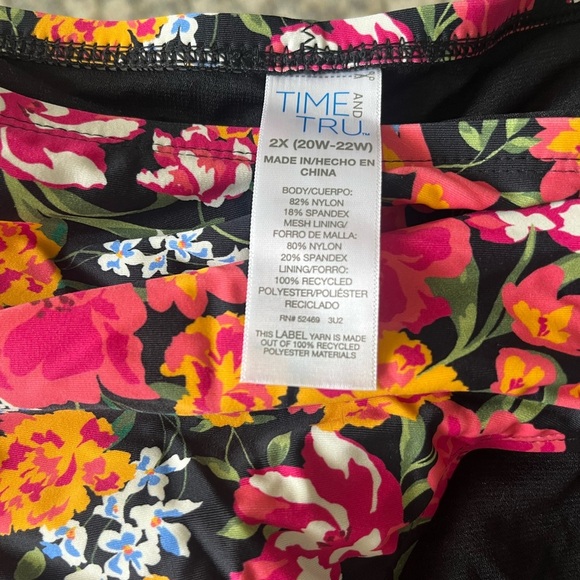 TIME AND
TRU™
2X (20W-22W)
MADE IN/HECHO EN
CHINA
BODY/CUERPO:
82% NYLON
18% SPANDEX
MESH LINING/
FORRO DE MALLA:
80% NYLON
20% SPANDEX
LINING/FORRO:
100% RECYCLED
POLYESTER/POLIÉSTER
RECICLADO
RN# 52469 3U2
THIS LABEL YARN IS MADE
OUT OF 100% RECYCLED
POLYESTER MATERIALS